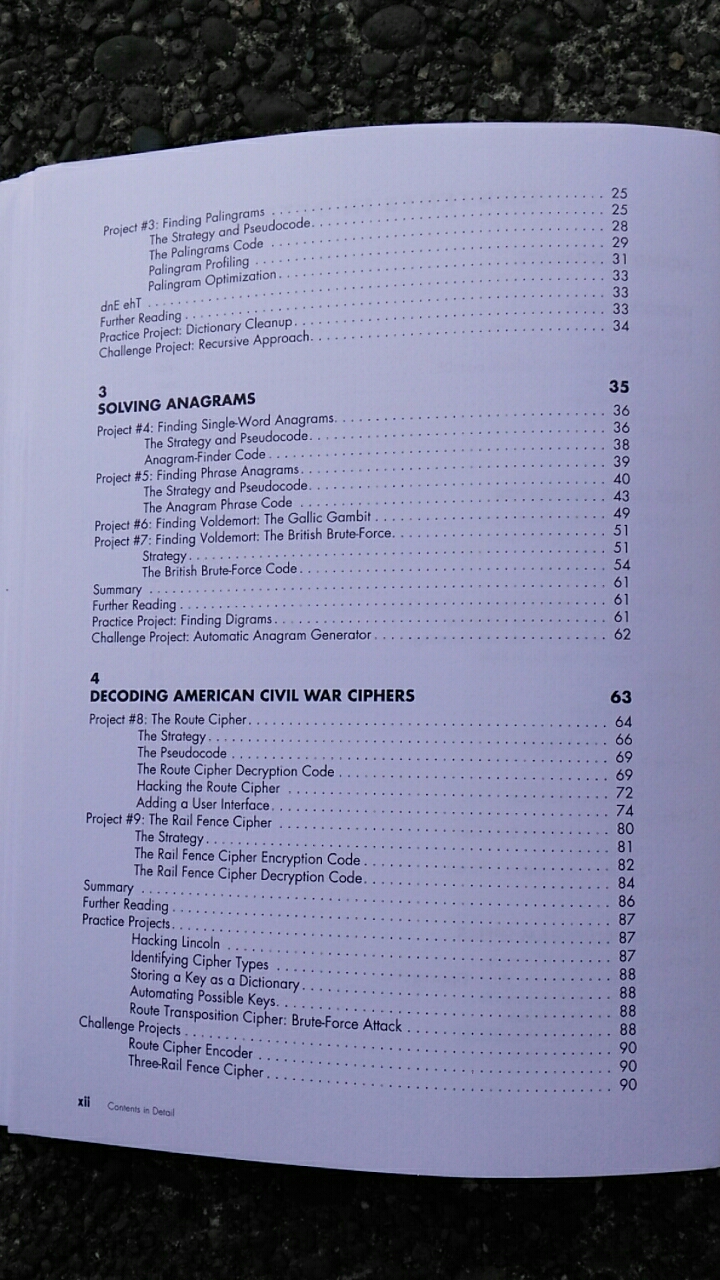 Project #3: Finding Palingrams . . . . . . . . . . 25
The Strategy and Pseudocode. . . . . . . . . . 25
The Palingrams Code . . . . . . . . . . 28
Palingram Profiling . . . . . . . . . . 29
Palingram Optimization. . . . . . . . . . 31
dnE ehT . . . . . . . . . . 33
Further Reading . . . . . . . . . . 33
Practice Project: Dictionary Cleanup. . . . . . . . . . 33
Challenge Project: Recursive Approach. . . . . . . . . . 34
3
SOLVING ANAGRAMS 35
Project #4: Finding Single-Word Anagrams. . . . . . . . . . 36
The Strategy and Pseudocode. . . . . . . . . . 36
Anagram-Finder Code . . . . . . . . . . 38
Project #5: Finding Phrase Anagrams. . . . . . . . . . 39
The Strategy and Pseudocode. . . . . . . . . . 40
The Anagram Phrase Code . . . . . . . . . . 43
Project #6: Finding Voldemort: The Gallic Gambit . . . . . . . . . . 49
Project #7: Finding Voldemort: The British Brute-Force. . . . . . . . . . 51
Strategy. . . . . . . . . . 51
The British Brute-Force Code . . . . . . . . . . 54
Summary . . . . . . . . . . 61
Further Reading . . . . . . . . . . 61
Practice Project: Finding Digrams. . . . . . . . . . 61
Challenge Project: Automatic Anagram Generator . . . . . . . . . . 62
4
DECODING AMERICAN CIVIL WAR CIPHERS 63
Project #8: The Route Cipher. . . . . . . . . . 64
The Strategy. . . . . . . . . . 66
The Pseudocode . . . . . . . . . . 69
The Route Cipher Decryption Code . . . . . . . . . . 69
Hacking the Route Cipher . . . . . . . . . . 72
Adding a User Interface. . . . . . . . . . 74
Project #9: The Rail Fence Cipher . . . . . . . . . . 80
The Strategy. . . . . . . . . . 81
The Rail Fence Cipher Encryption Code . . . . . . . . . . 82
The Rail Fence Cipher Decryption Code. . . . . . . . . . 84
Summary . . . . . . . . . . 86
Further Reading . . . . . . . . . . 87
Practice Projects. . . . . . . . . . 87
Hacking Lincoln . . . . . . . . . . 87
Identifying Cipher Types . . . . . . . . . . 88
Storing a Key as a Dictionary. . . . . . . . . . 88
Automating Possible Keys. . . . . . . . . . 88
Route Transposition Cipher: Brute-Force Attack . . . . . . . . . . 88
Challenge Projects . . . . . . . . . . 90
Route Cipher Encoder . . . . . . . . . . 90
Three-Rail Fence Cipher . . . . . . . . . . 90
xii Contents in Detail